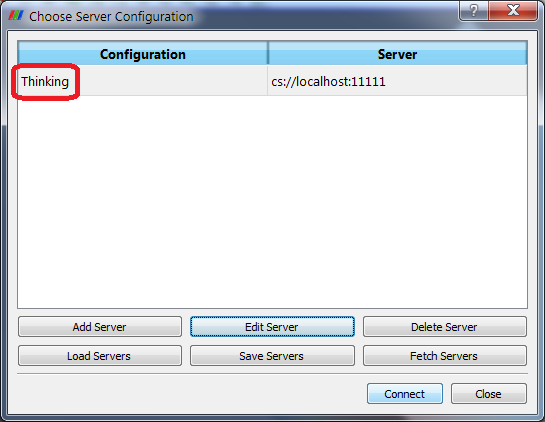 Choose Server Configuration
Configuration Server
Thinking cs://localhost:11111
Add Server Edit Server Delete Server
Load Servers Save Servers Fetch Servers
Connect Close